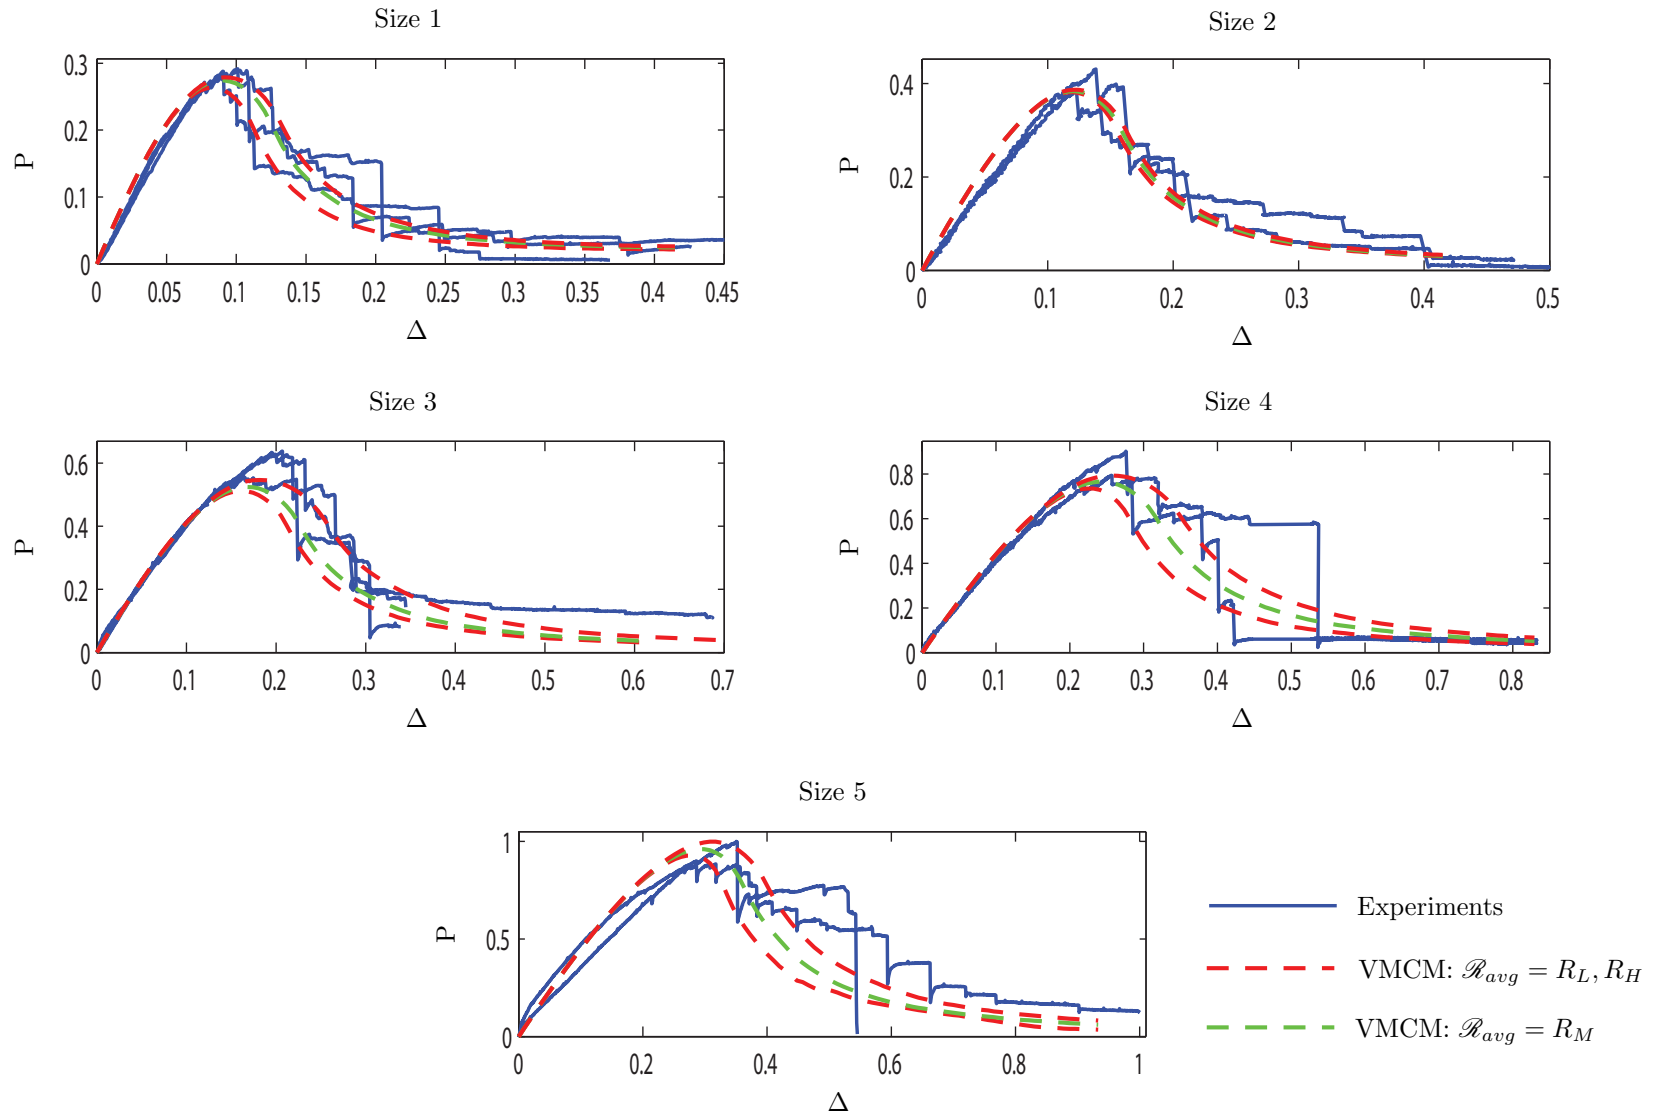 Size 1
0.3
0.2
0.1
0
P
0 0.05 0.1 0.15 0.2 0.25 0.3 0.35 0.4 0.45
Δ
Size 2
0.4
0.2
0
P
0 0.1 0.2 0.3 0.4 0.5
Δ
Size 3
0.6
0.4
0.2
0
P
0 0.1 0.2 0.3 0.4 0.5 0.6 0.7
Δ
Size 4
0.8
0.6
0.4
0.2
0
P
0 0.1 0.2 0.3 0.4 0.5 0.6 0.7 0.8
Δ
Size 5
1
0.5
0
P
0 0.2 0.4 0.6 0.8 1
Δ
Experiments
VMCM: ℛ_avg = R_L, R_H
VMCM: ℛ_avg = R_M